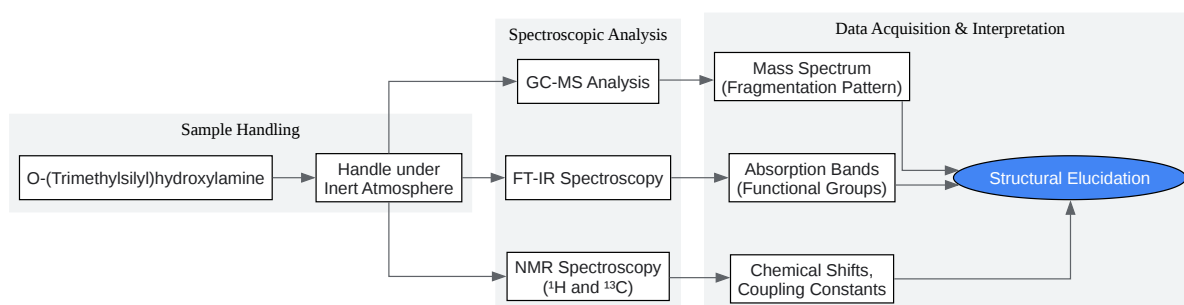 Sample Handling
O-(Trimethylsilyl)hydroxylamine
Handle under
Inert Atmosphere
Spectroscopic Analysis
GC-MS Analysis
FT-IR Spectroscopy
NMR Spectroscopy
(¹H and ¹³C)
Data Acquisition & Interpretation
Mass Spectrum
(Fragmentation Pattern)
Absorption Bands
(Functional Groups)
Chemical Shifts,
Coupling Constants
Structural Elucidation